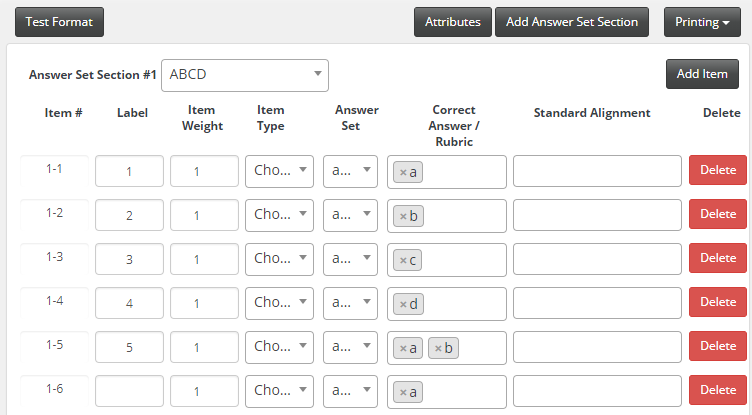 Test Format Attributes Add Answer Set Section Printing
Answer Set Section #1 ABCD Add Item
Item # Label Item Weight Item Type Answer Set Correct Answer / Rubric Standard Alignment Delete
1-1 1 1 Cho... a... × a Delete
1-2 2 1 Cho... a... × b Delete
1-3 3 1 Cho... a... × c Delete
1-4 4 1 Cho... a... × d Delete
1-5 5 1 Cho... a... × a × b Delete
1-6 1 Cho... a... × a Delete